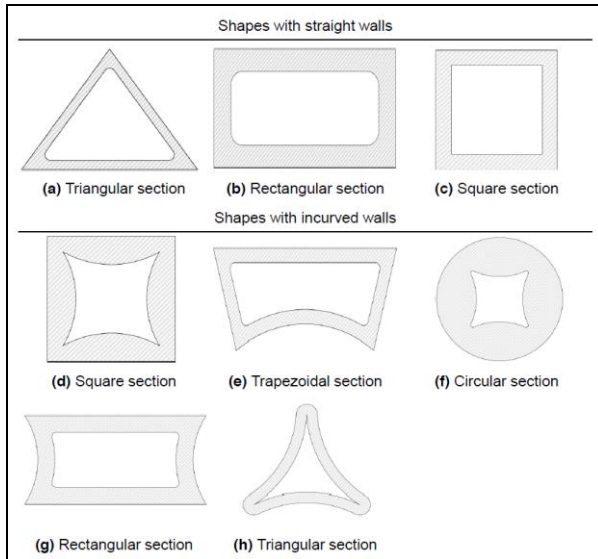 Shapes with straight walls
(a) Triangular section
(b) Rectangular section
(c) Square section
Shapes with incurved walls
(d) Square section
(e) Trapezoidal section
(f) Circular section
(g) Rectangular section
(h) Triangular section